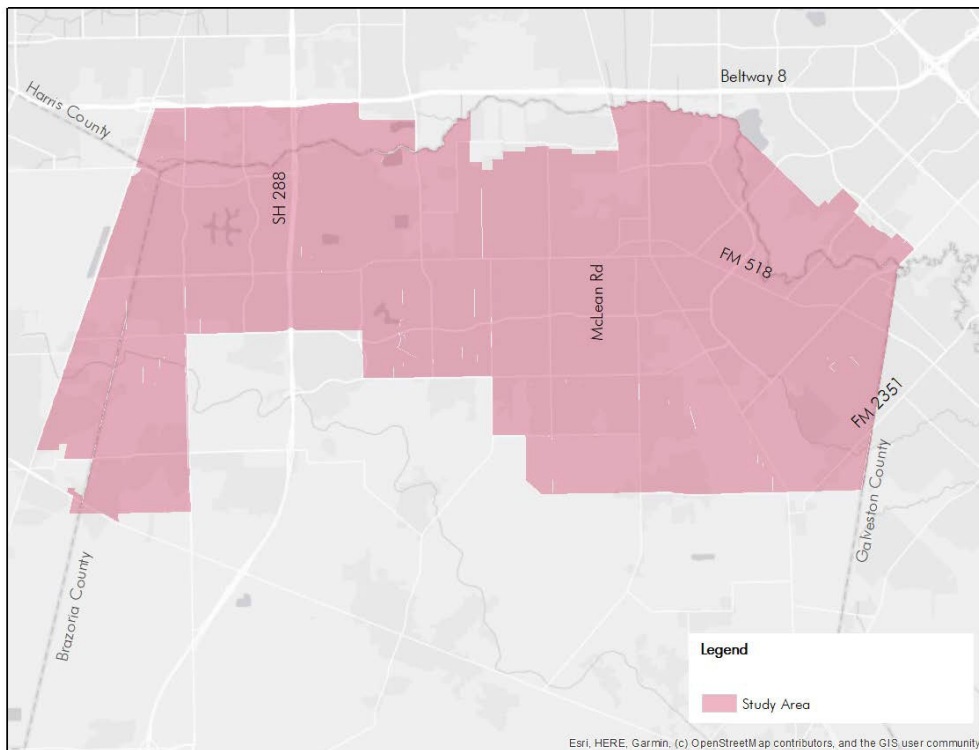 Beltway 8
Harris County
SH 288
FM 518
McLean Rd
FM 2351
Galveston County
Brazoria County
Legend
Study Area
Esri, HERE, Garmin, (c) OpenStreetMap contributors, and the GIS user community